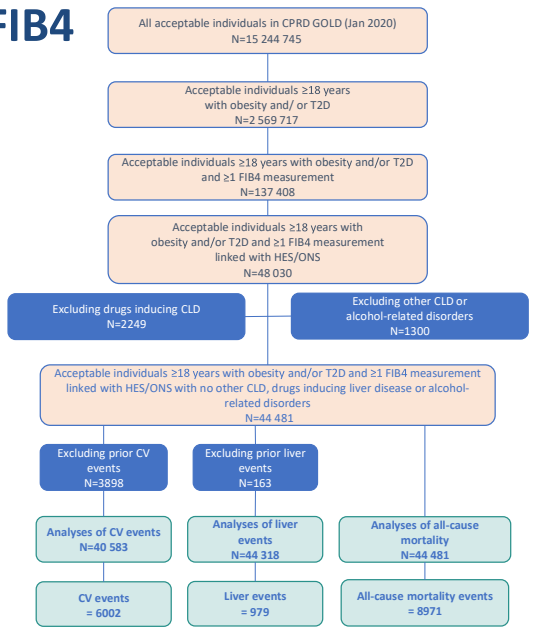 FIB4
All acceptable individuals in CPRD GOLD (Jan 2020)
N=15 244 745
Acceptable individuals ≥18 years
with obesity and/ or T2D
N=2 569 717
Acceptable individuals ≥18 years with obesity and/or T2D
and ≥1 FIB4 measurement
N=137 408
Acceptable individuals ≥18 years with
obesity and/or T2D and ≥1 FIB4 measurement
linked with HES/ONS
N=48 030
Excluding drugs inducing CLD
N=2249
Excluding other CLD or
alcohol-related disorders
N=1300
Acceptable individuals ≥18 years with obesity and/or T2D and ≥1 FIB4 measurement
linked with HES/ONS with no other CLD, drugs inducing liver disease or alcohol-
related disorders
N=44 481
Excluding prior CV
events
N=3898
Excluding prior liver
events
N=163
Analyses of CV events
N=40 583
Analyses of liver
events
N=44 318
Analyses of all-cause
mortality
N=44 481
CV events
= 6002
Liver events
= 979
All-cause mortality events
= 8971